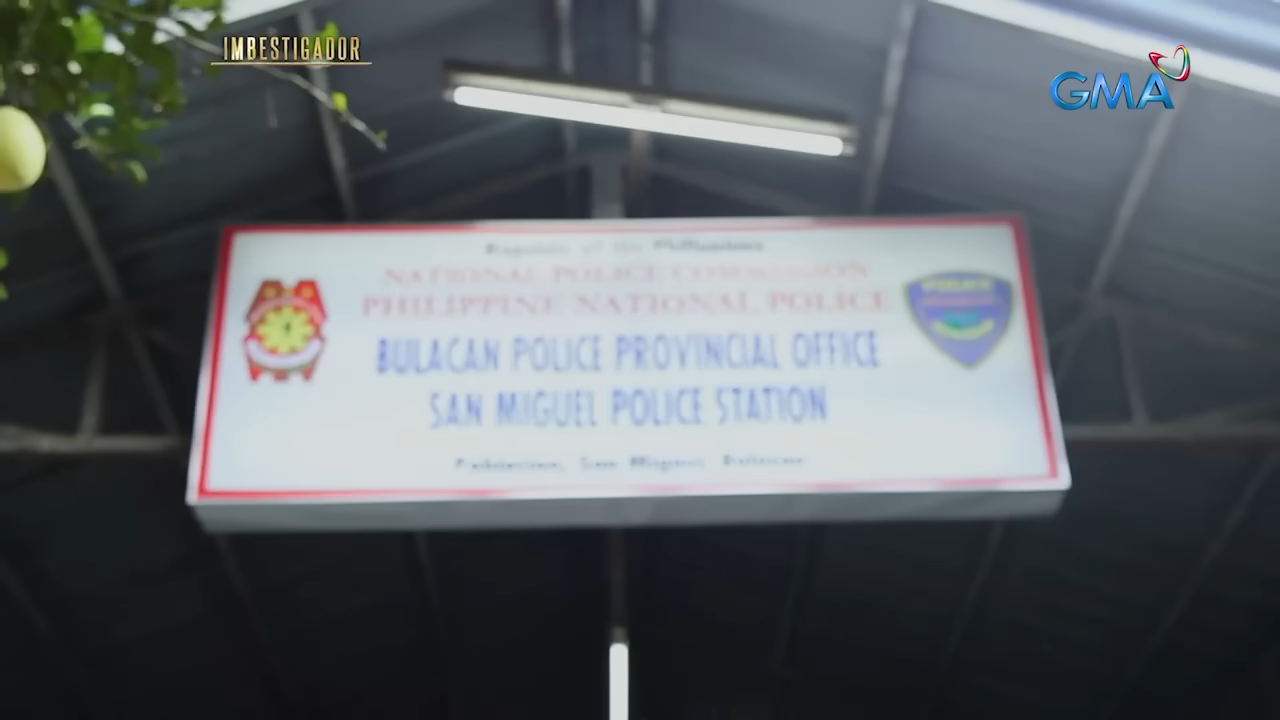 IMBESTIGADOR
GMA
Republic of the Philippines
NATIONAL POLICE COMMISSION
PHILIPPINE NATIONAL POLICE
POLICE
BULACAN POLICE PROVINCIAL OFFICE
SAN MIGUEL POLICE STATION
Poblacion, San Miguel, Bulacan